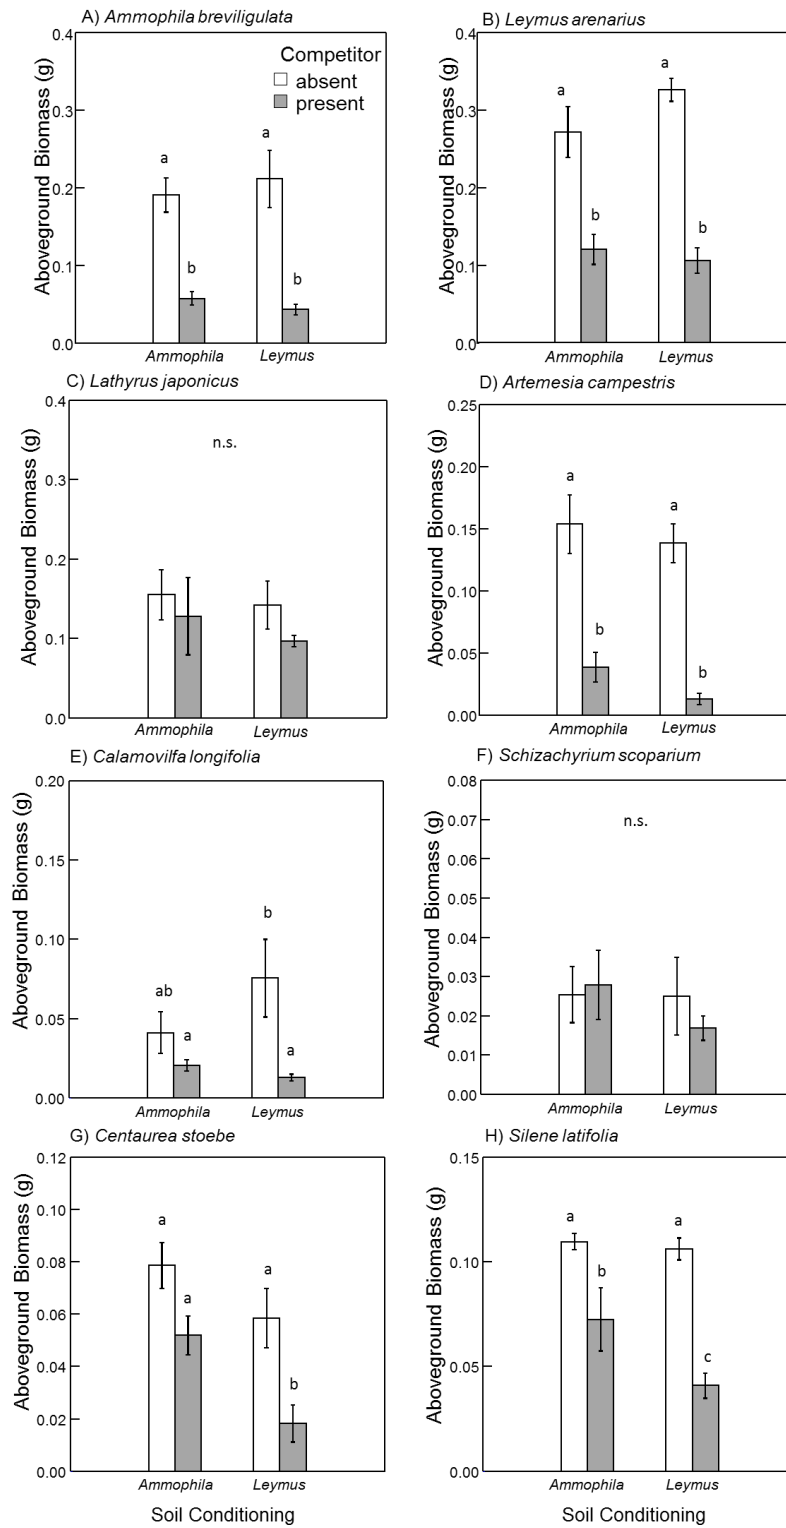 A) Ammophila breviligulata
Aboveground Biomass (g)
0.4
0.3
0.2
0.1
0.0
Competitor
absent
present
a
b
a
b
Ammophila
Leymus
B) Leymus arenarius
Aboveground Biomass (g)
0.4
0.3
0.2
0.1
0.0
a
b
a
b
Ammophila
Leymus
C) Lathyrus japonicus
Aboveground Biomass (g)
0.4
0.3
0.2
0.1
0.0
n.s.
Ammophila
Leymus
D) Artemesia campestris
Aboveground Biomass (g)
0.25
0.20
0.15
0.10
0.05
0.00
a
b
a
b
Ammophila
Leymus
E) Calamovilfa longifolia
Aboveground Biomass (g)
0.20
0.15
0.10
0.05
0.00
ab
a
b
a
Ammophila
Leymus
F) Schizachyrium scoparium
Aboveground Biomass (g)
0.08
0.07
0.06
0.05
0.04
0.03
0.02
0.01
0.00
n.s.
Ammophila
Leymus
G) Centaurea stoebe
Aboveground Biomass (g)
0.12
0.10
0.08
0.06
0.04
0.02
0.00
a
a
a
b
Ammophila
Leymus
Soil Conditioning
H) Silene latifolia
Aboveground Biomass (g)
0.15
0.10
0.05
0.00
a
b
a
c
Ammophila
Leymus
Soil Conditioning